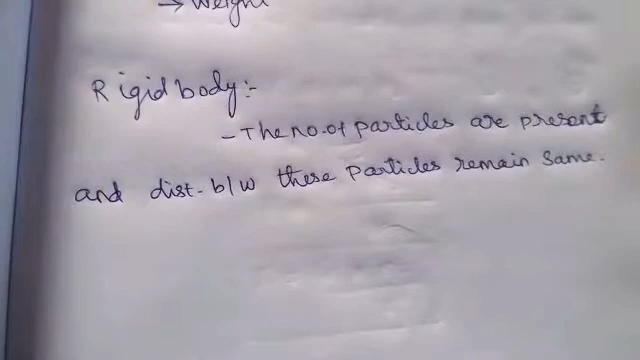 → Weight
Rigid body:-
- The no. of particles are present
and dist. b/w these particles remain same.